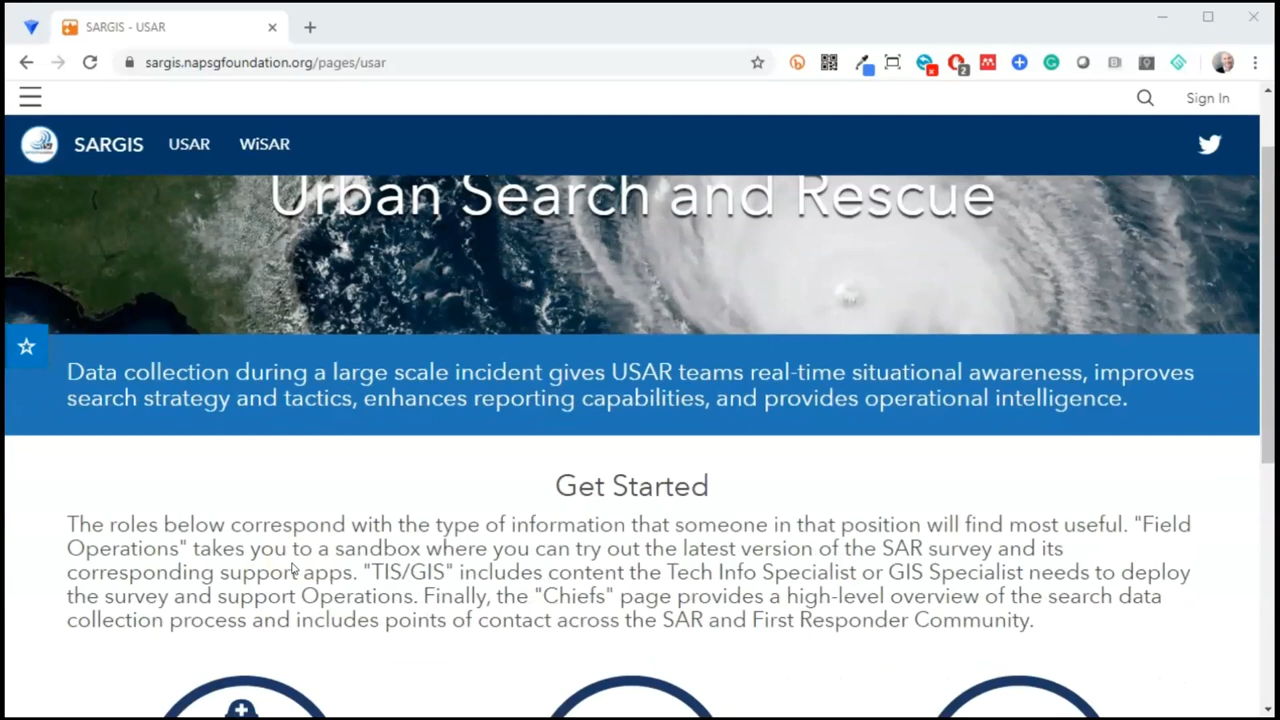 SARGIS - USAR
sargis.napsgfoundation.org/pages/usar
2
Sign In
SARGIS USAR WiSAR
Urban Search and Rescue
Data collection during a large scale incident gives USAR teams real-time situational awareness, improves
search strategy and tactics, enhances reporting capabilities, and provides operational intelligence.
Get Started
The roles below correspond with the type of information that someone in that position will find most useful. "Field
Operations" takes you to a sandbox where you can try out the latest version of the SAR survey and its
corresponding support apps. "TIS/GIS" includes content the Tech Info Specialist or GIS Specialist needs to deploy
the survey and support Operations. Finally, the "Chiefs" page provides a high-level overview of the search data
collection process and includes points of contact across the SAR and First Responder Community.